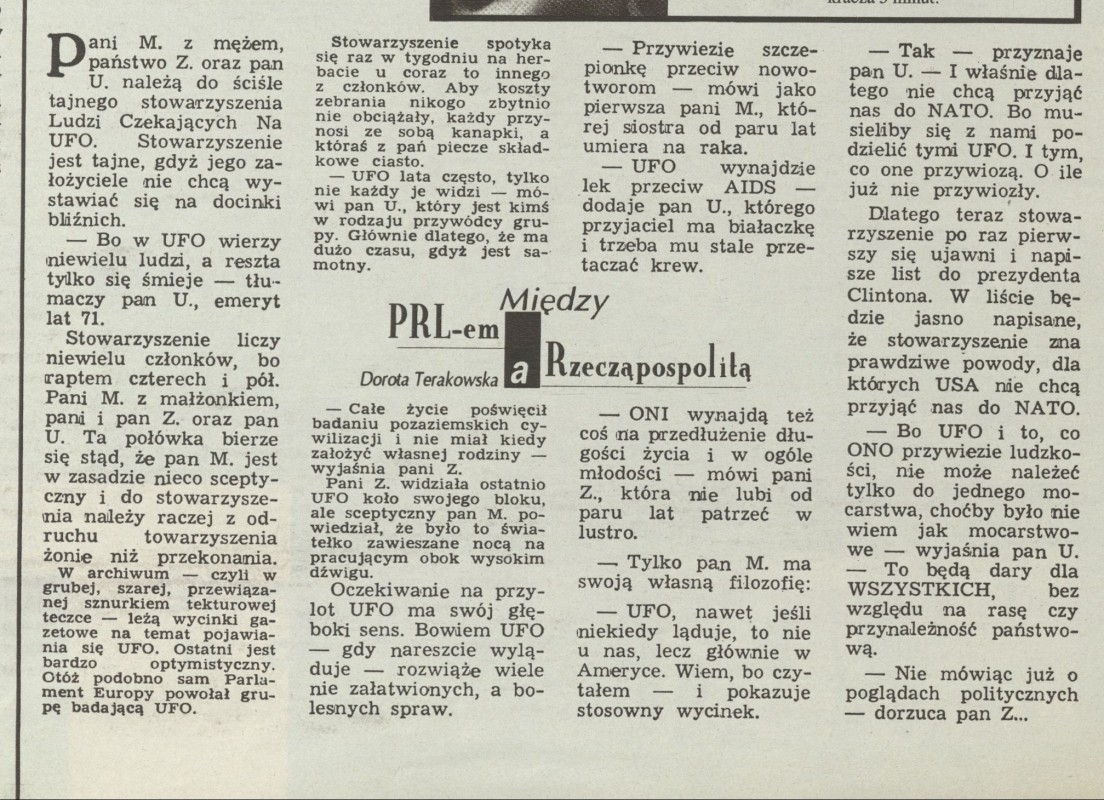 kracza 5 minut.
Pani M. z mężem,
państwo Z. oraz pan
U. należą do ściśle
tajnego stowarzyszenia
Ludzi Czekających Na
UFO. Stowarzyszenie
jest tajne, gdyż jego za-
łożyciele nie chcą wy-
stawiać się na docinki
bliźnich.
— Bo w UFO wierzy
niewielu ludzi, a reszta
tylko się śmieje — tłu-
maczy pan U., emeryt
lat 71.
Stowarzyszenie liczy
niewielu członków, bo
raptem czterech i pół.
Pani M. z małżonkiem,
pani i pan Z. oraz pan
U. Ta połówka bierze
się stąd, że pan M. jest
w zasadzie nieco scepty-
czny i do stowarzysze-
nia należy raczej z od-
ruchu towarzyszenia
żonie niż przekonania.
W archiwum — czyli w
grubej, szarej, przewiąza-
nej sznurkiem tekturowej
teczce — leżą wycinki ga-
zetowe na temat pojawia-
nia się UFO. Ostatni jest
bardzo optymistyczny.
Otóż podobno sam Parla-
ment Europy powołał gru-
pę badającą UFO.
Stowarzyszenie spotyka
się raz w tygodniu na her-
bacie u coraz to innego
z członków. Aby koszty
zebrania nikogo zbytnio
nie obciążały, każdy przy-
nosi ze sobą kanapki, a
któraś z pań piecze skład-
kowe ciasto.
— UFO lata często, tylko
nie każdy je widzi — mó-
wi pan U., który jest kimś
w rodzaju przywódcy gru-
py. Głównie dlatego, że ma
dużo czasu, gdyż jest sa-
motny.
— Przywiezie szcze-
pionkę przeciw nowo-
tworom — mówi jako
pierwsza pani M., któ-
rej siostra od paru lat
umiera na raka.
— UFO wynajdzie
lek przeciw AIDS —
dodaje pan U., którego
przyjaciel ma białaczkę
i trzeba mu stale prze-
taczać krew.
Między
PRL-em
a Rzecząpospolitą
Dorota Terakowska
— Całe życie poświęcił
badaniu pozaziemskich cy-
wilizacji i nie miał kiedy
założyć własnej rodziny —
wyjaśnia pani Z.
Pani Z. widziała ostatnio
UFO koło swojego bloku,
ale sceptyczny pan M. po-
wiedział, że było to świa-
tełko zawieszane nocą na
pracującym obok wysokim
dźwigu.
Oczekiwanie na przy-
lot UFO ma swój głę-
boki sens. Bowiem UFO
— gdy nareszcie wylą-
duje — rozwiąże wiele
nie załatwionych, a bo-
lesnych spraw.
— ONI wynajdą też
coś na przedłużenie dłu-
gości życia i w ogóle
młodości — mówi pani
Z., która nie lubi od
paru lat patrzeć w
lustro.
— Tylko pan M. ma
swoją własną filozofię:
— UFO, nawet jeśli
niekiedy ląduje, to nie
u nas, lecz głównie w
Ameryce. Wiem, bo czy-
tałem — i pokazuje
stosowny wycinek.
— Tak — przyznaje
pan U. — I właśnie dla-
tego nie chcą przyjąć
nas do NATO. Bo mu-
sieliby się z nami po-
dzielić tymi UFO. I tym,
co one przywiozą. O ile
już nie przywiozły.
Dlatego teraz stowa-
rzyszenie po raz pierw-
szy się ujawni i napi-
sze list do prezydenta
Clintona. W liście bę-
dzie jasno napisane,
że stowarzyszenie zna
prawdziwe powody, dla
których USA nie chcą
przyjąć nas do NATO.
— Bo UFO i to, co
ONO przywiezie ludzko-
ści, nie może należeć
tylko do jednego mo-
carstwa, choćby było nie
wiem jak mocarstwo-
we — wyjaśnia pan U.
— To będą dary dla
WSZYSTKICH, bez
względu na rasę czy
przynależność państwo-
wą.
— Nie mówiąc już o
poglądach politycznych
— dorzuca pan Z...